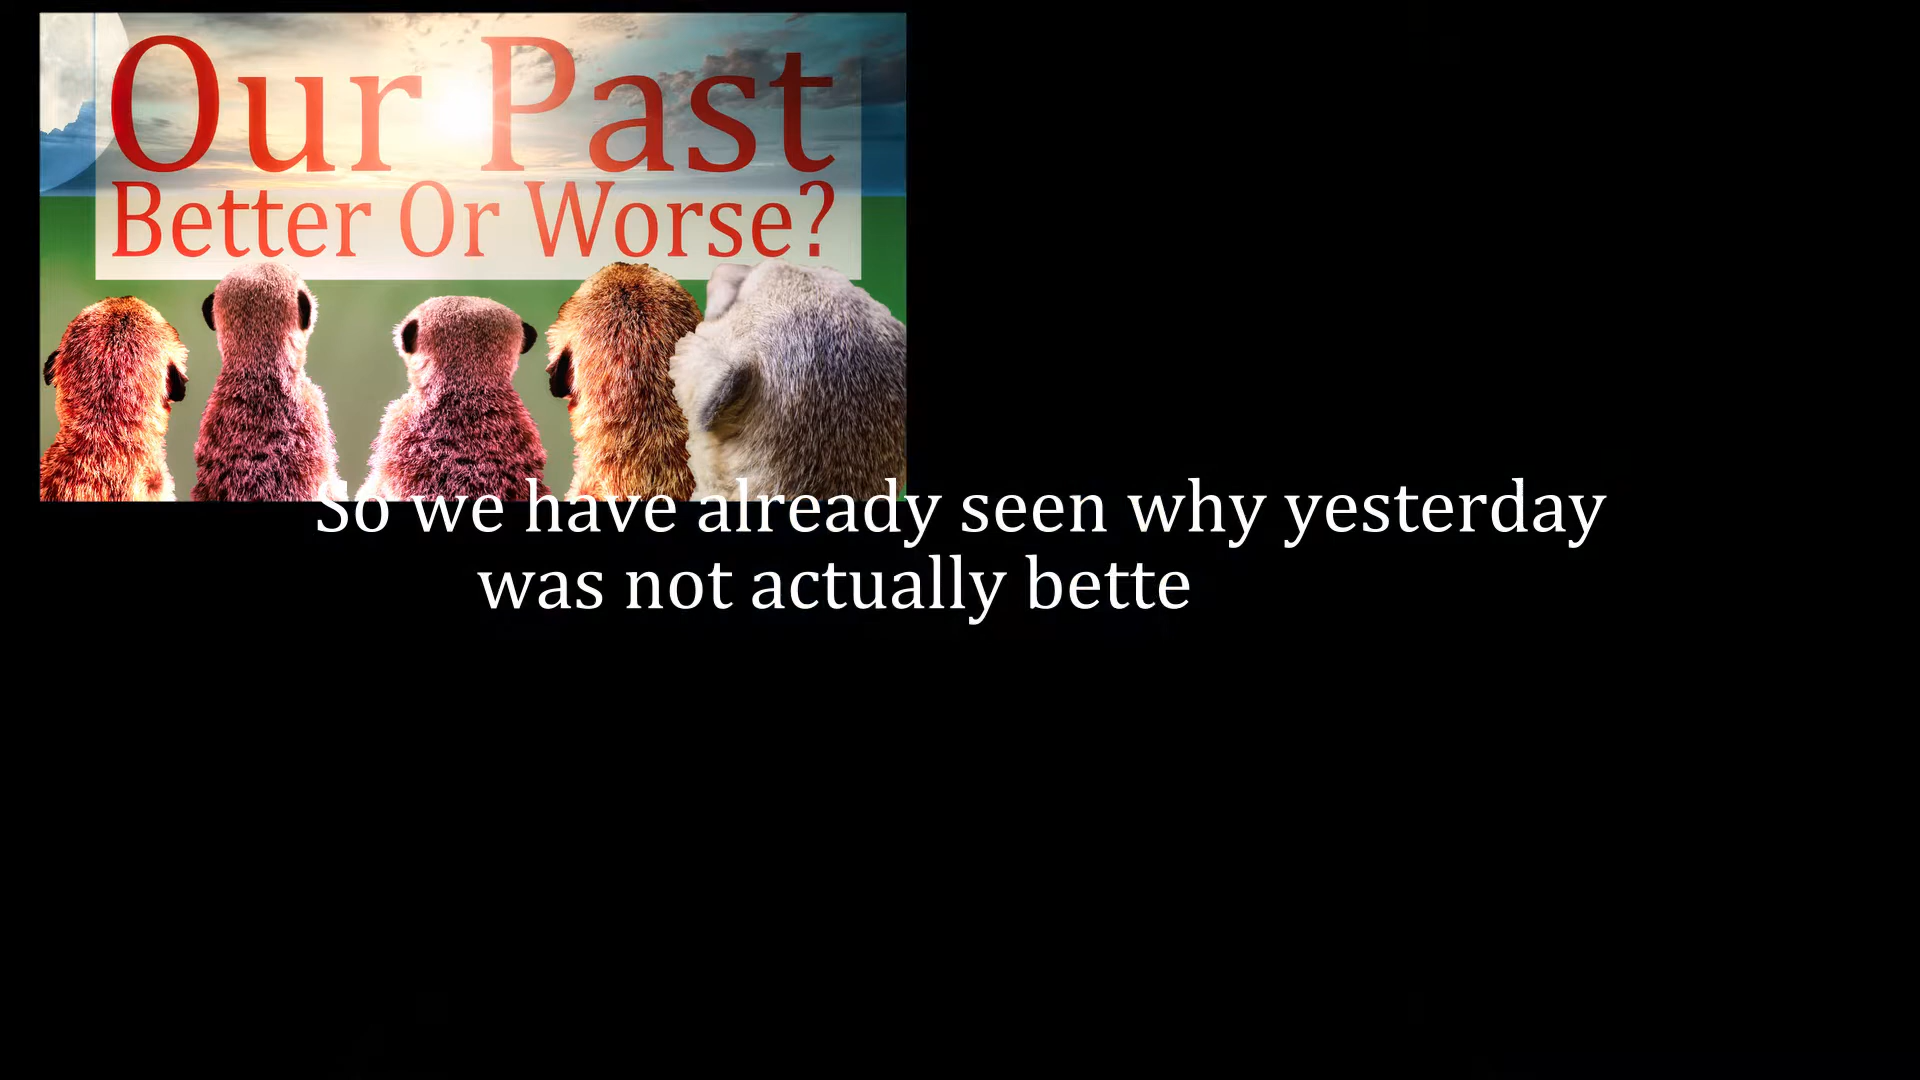 Our Past
Better Or Worse?
So we have already seen why yesterday
was not actually bette